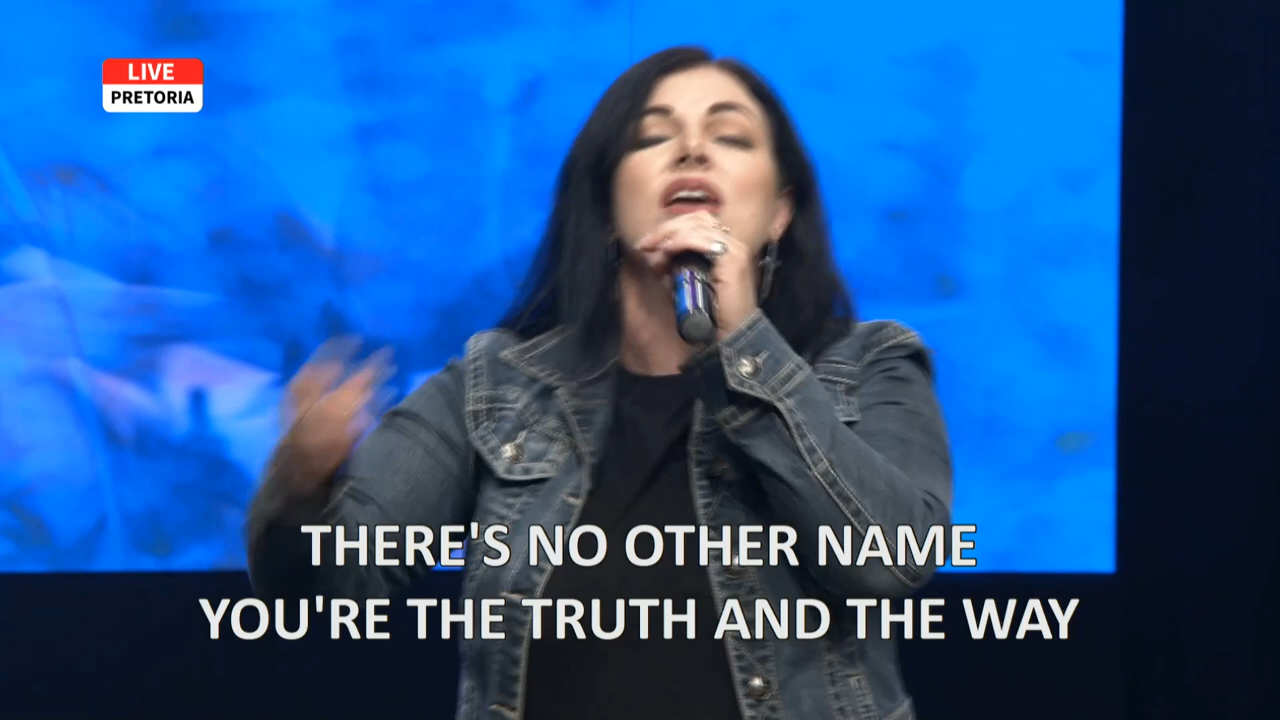 LIVE
PRETORIA
THERE'S NO OTHER NAME
YOU'RE THE TRUTH AND THE WAY